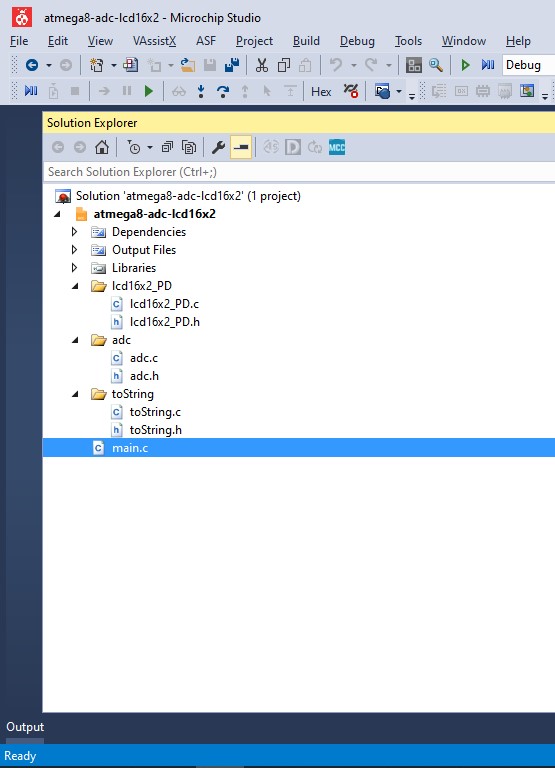 atmega8-adc-lcd16x2 - Microchip Studio
File Edit View VAssistX ASF Project Build Debug Tools Window Help
Debug
Hex
Solution Explorer
MCC
Search Solution Explorer (Ctrl+;)
Solution 'atmega8-adc-lcd16x2' (1 project)
atmega8-adc-lcd16x2
Dependencies
Output Files
Libraries
lcd16x2_PD
lcd16x2_PD.c
lcd16x2_PD.h
adc
adc.c
adc.h
toString
toString.c
toString.h
main.c
Output
Ready